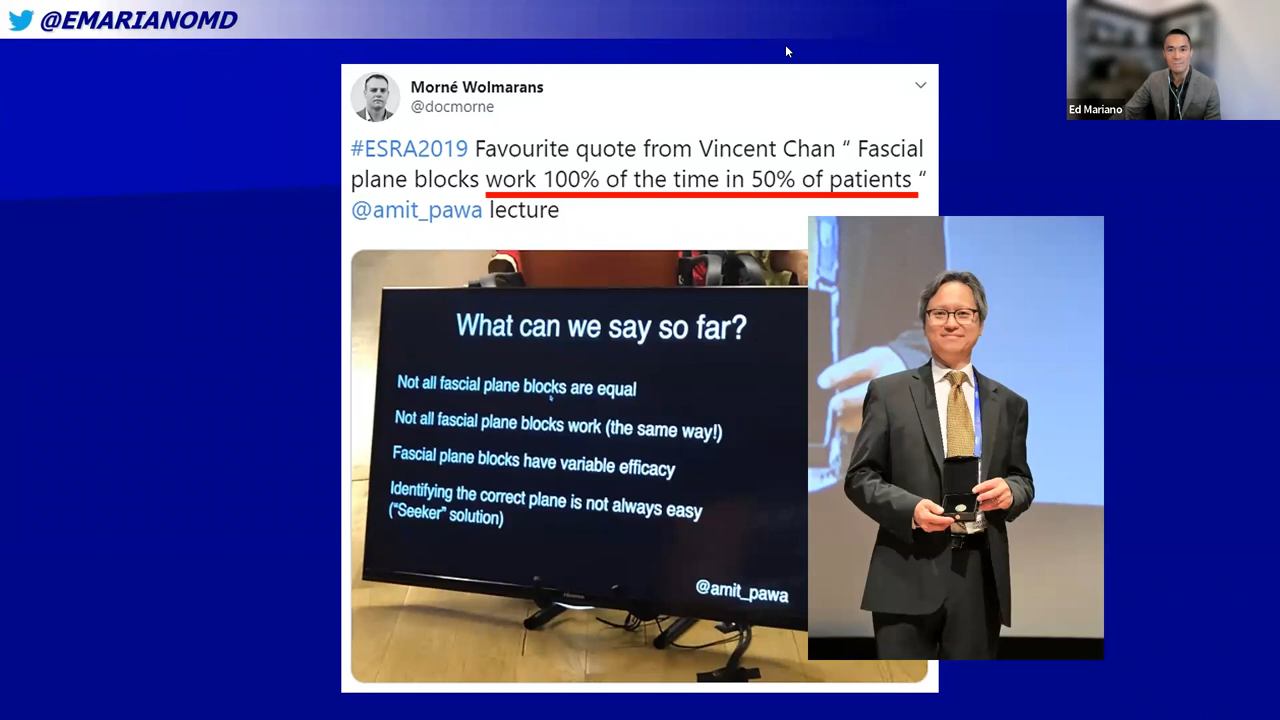 @EMARIANOMD
Ed Mariano
Morné Wolmarans
@docmorne
#ESRA2019 Favourite quote from Vincent Chan “ Fascial
plane blocks work 100% of the time in 50% of patients “
@amit_pawa lecture
What can we say so far?
Not all fascial plane blocks are equal
Not all fascial plane blocks work (the same way!)
Fascial plane blocks have variable efficacy
Identifying the correct plane is not always easy
(“Seeker” solution)
@amit_pawa
Hisense